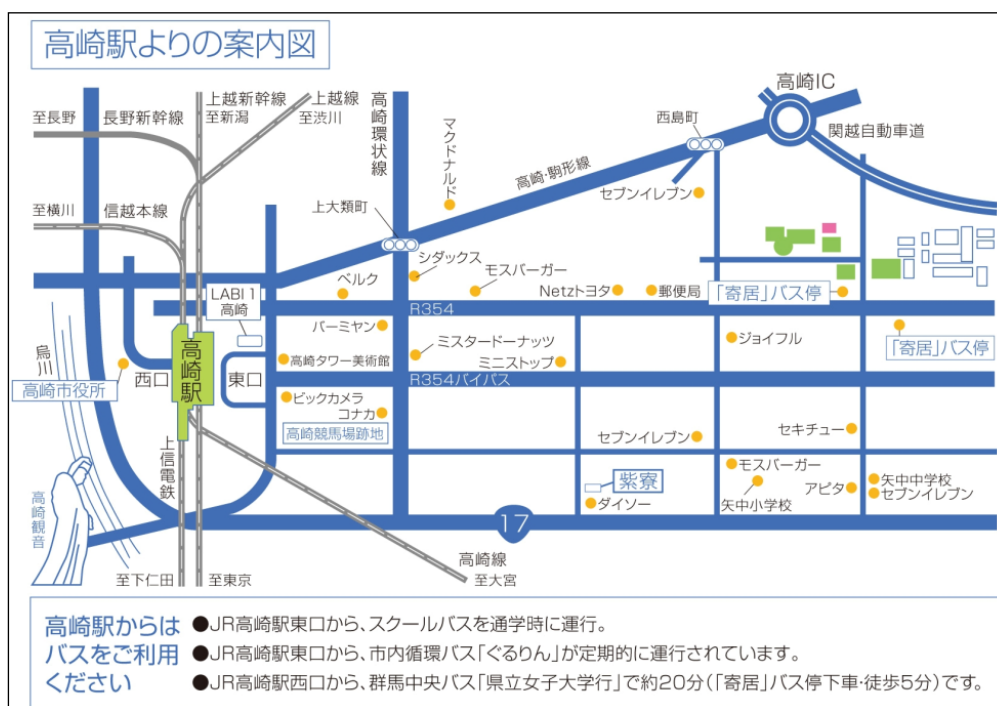 高崎駅よりの案内図
至長野
長野新幹線
上越新幹線
至新潟
上越線
至渋川
高崎環状線
マクドナルド
高崎・駒形線
西島町
高崎IC
関越自動車道
セブンイレブン
至横川
信越本線
上大類町
シダックス
モスバーガー
ベルク
Netzトヨタ
郵便局
「寄居」バス停
LABI 1
高崎
R354
バーミヤン
ミスタードーナッツ
ミニストップ
ジョイフル
「寄居」バス停
烏川
高崎市役所
西口
高崎駅
東口
高崎タワー美術館
R354バイパス
ビックカメラ
コナカ
高崎競馬場跡地
セブンイレブン
セキチュー
上信電鉄
紫寮
ダイソー
モスバーガー
矢中小学校
アピタ
矢中中学校
セブンイレブン
高崎観音
17
高崎線
至下仁田
至東京
至大宮
高崎駅からは
バスをご利用
ください
●JR高崎駅東口から、スクールバスを通学時に運行。
●JR高崎駅東口から、市内循環バス「ぐるりん」が定期的に運行されています。
●JR高崎駅西口から、群馬中央バス「県立女子大学行」で約20分(「寄居」バス停下車・徒歩5分)です。